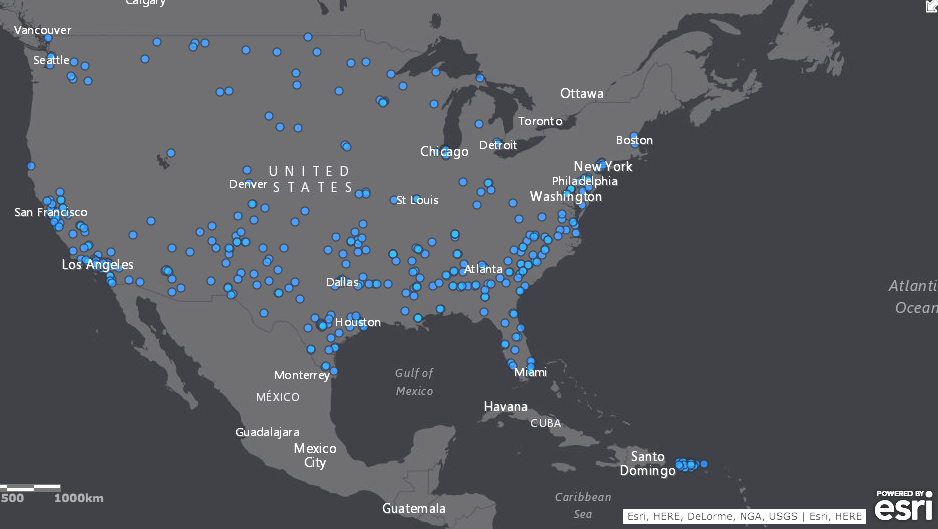 Calgary
Vancouver
Seattle
Ottawa
Toronto
Boston
Detroit
Chicago
New York
UNITED
STATES
Denver
Philadelphia
Washington
St Louis
San Francisco
Los Angeles
Atlanta
Dallas
Atlanti
Ocean
Houston
Monterrey
Gulf of
Mexico
Miami
MÉXICO
Havana
CUBA
Guadalajara
Mexico
City
Santo
Domingo
500 1000km
Caribbean
Sea
Guatemala
POWERED BY
esri
Esri, HERE, DeLorme, NGA, USGS | Esri, HERE